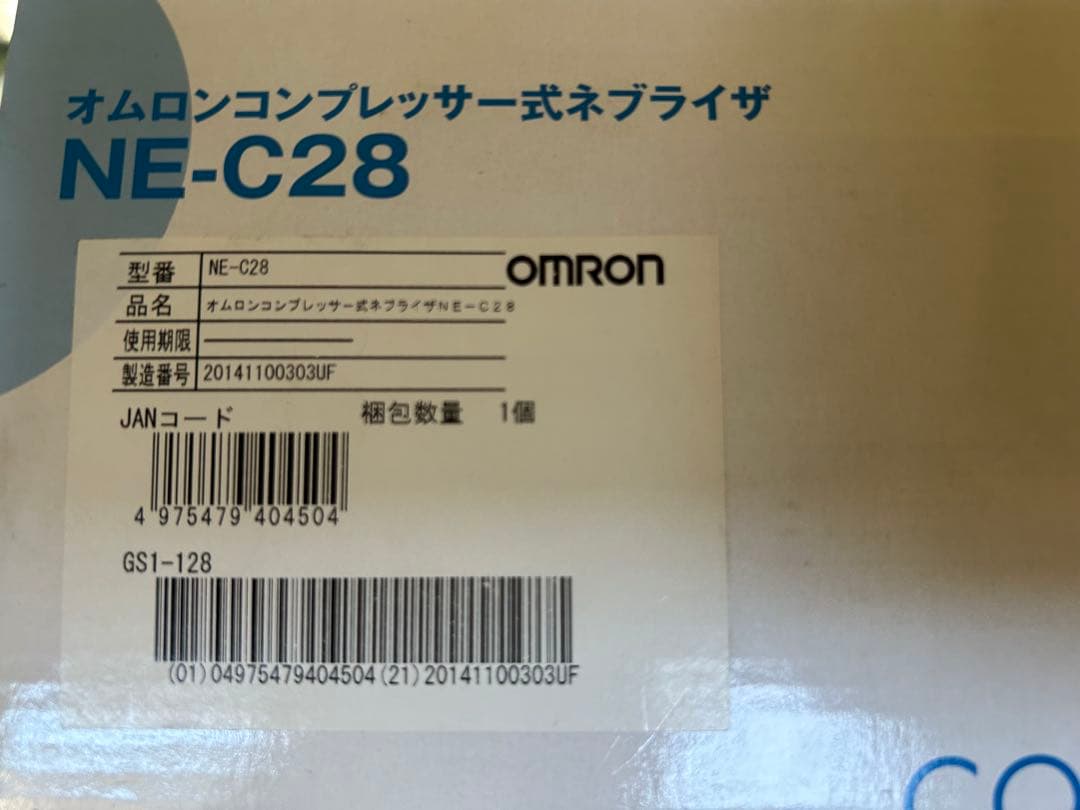 オムロンコンプレッサー式ネブライザ
NE-C28
型番 NE-C28
OMRON
品名 オムロンコンプレッサー式ネブライザNE-C28
使用期限 ―
製造番号 20141100303UF
JANコード 梱包数量 1個
4 975479 404504
GS1-128
(01)04975479404504(21)20141100303UF